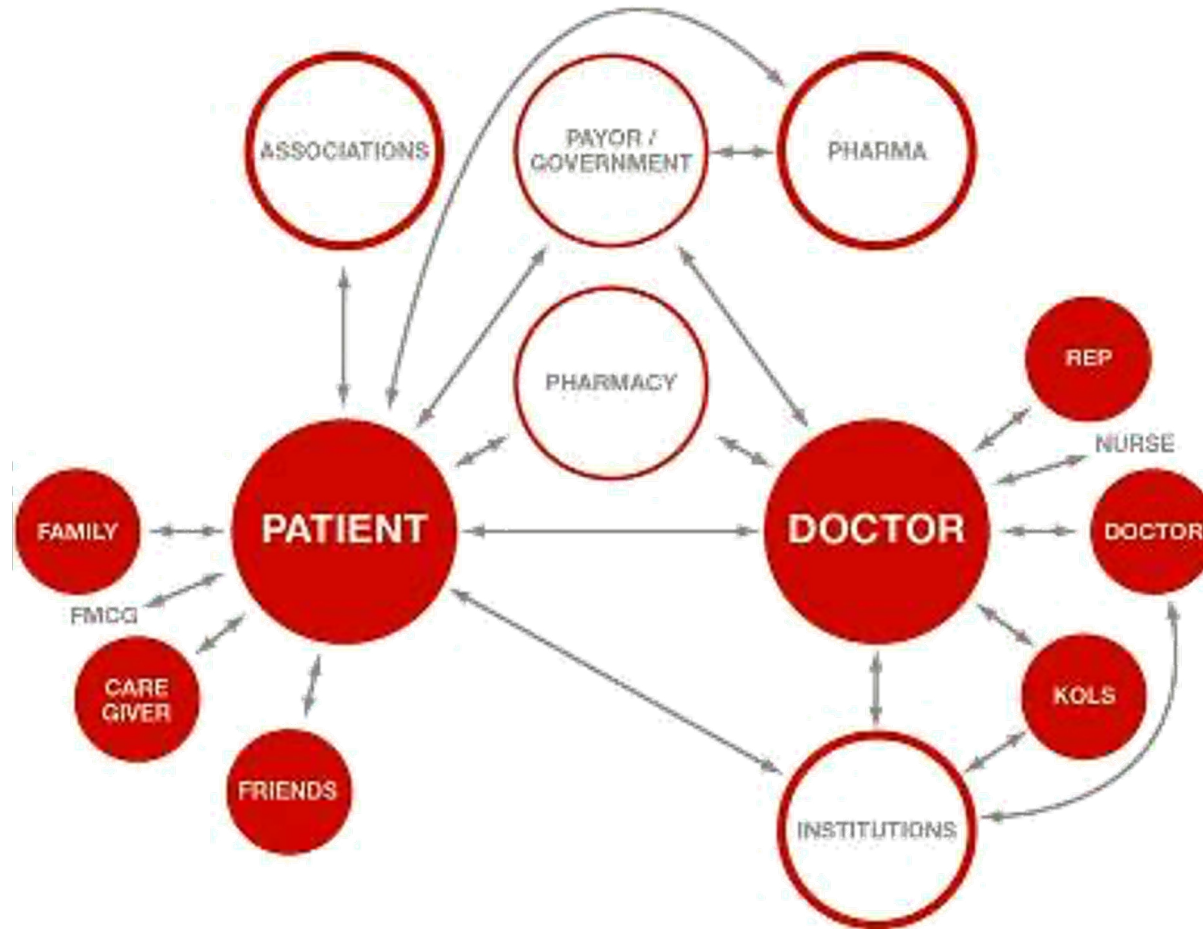 ASSOCIATIONS
PAYOR /
GOVERNMENT
PHARMA
PHARMACY
REP
NURSE
FAMILY
PATIENT
DOCTOR
DOCTOR
FMCG
CARE
GIVER
KOLS
FRIENDS
INSTITUTIONS